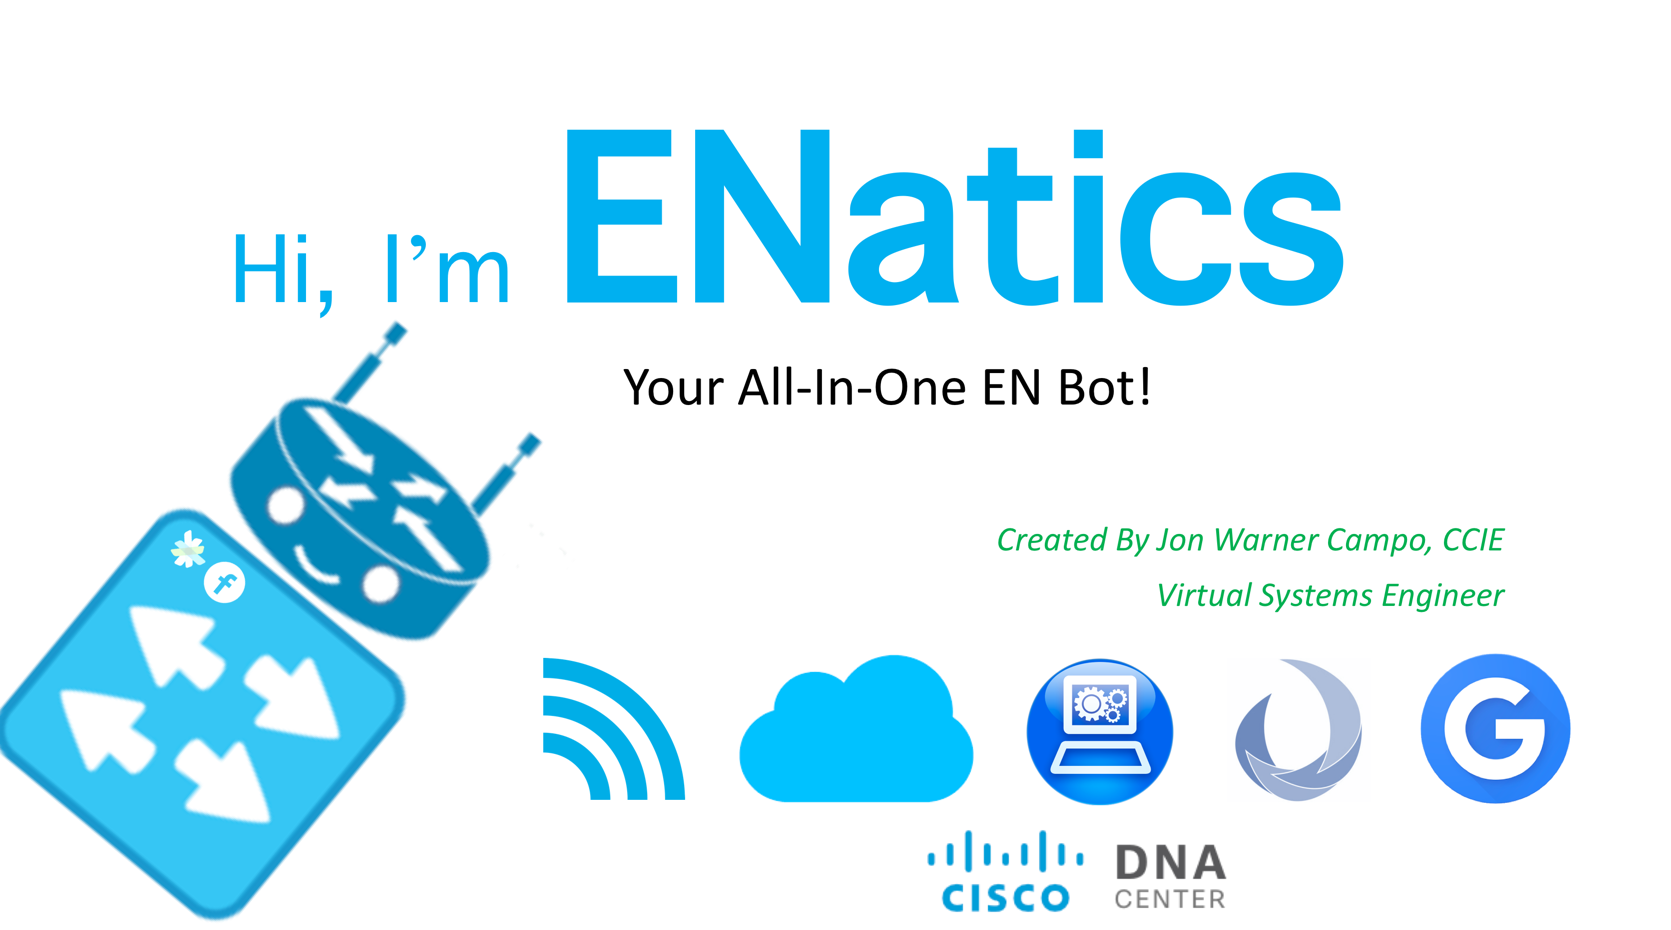 Hi, I’m ENatics
Your All-In-One EN Bot!
Created By Jon Warner Campo, CCIE
Virtual Systems Engineer
f
G
CISCO DNA
CENTER